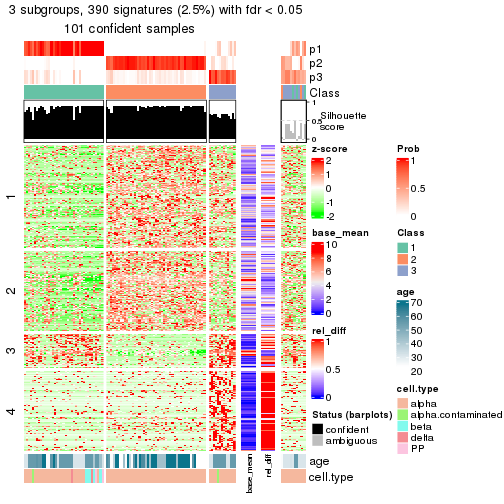 3 subgroups, 390 signatures (2.5%) with fdr < 0.05
101 confident samples
p1
p2
p3
Class
1
0.5
0
Silhouette
score
1
2
3
4
z-score
2
1
0
-1
-2
base_mean
10
8
6
4
2
0
rel_diff
1
0.5
0
Status (barplots)
confident
ambiguous
Prob
1
0.5
0
Class
1
2
3
age
70
60
50
40
30
20
cell.type
alpha
alpha.contaminated
beta
delta
PP
age
cell.type
base_mean
rel_diff